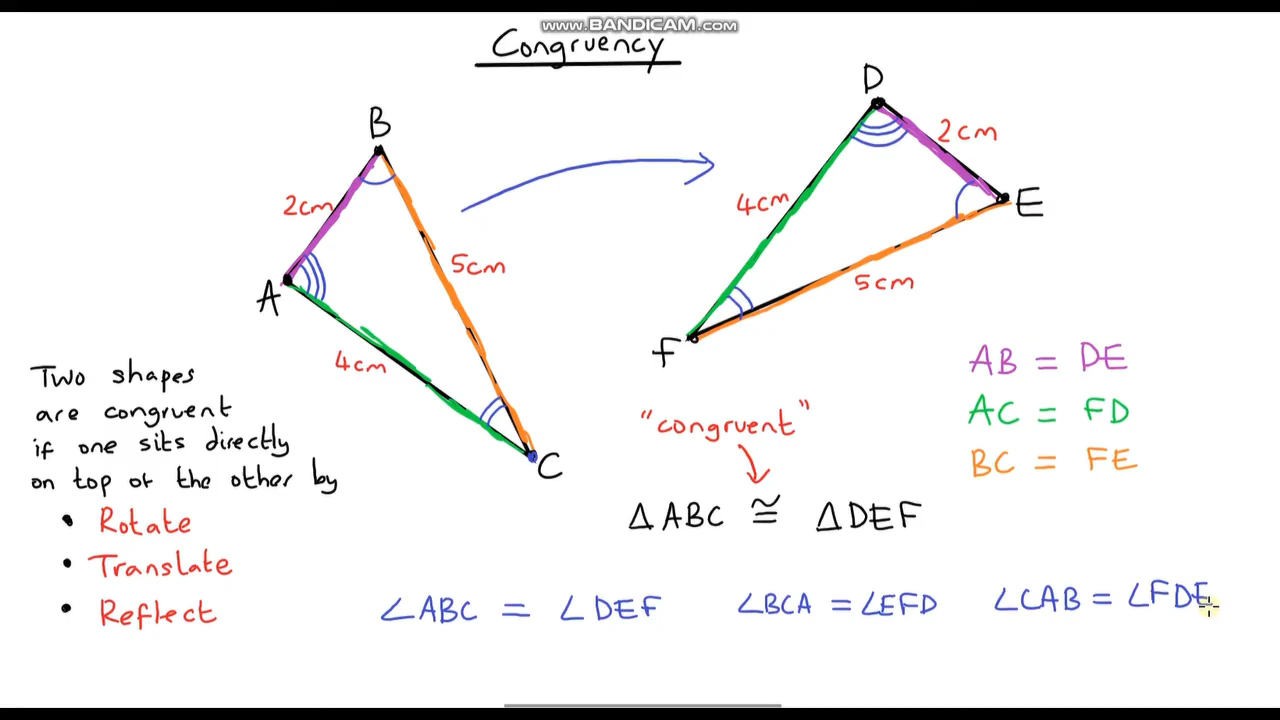 www.BANDICAM.com
Congruency
B
D
2cm
2cm
4cm
E
A
5cm
5cm
4cm
F
C
Two shapes
are congruent
if one sits directly
on top of the other by
• Rotate
• Translate
• Reflect
"congruent"
△ABC ≅ △DEF
AB = DE
AC = FD
BC = FE
∠ABC = ∠DEF
∠BCA = ∠EFD
∠CAB = ∠FDE